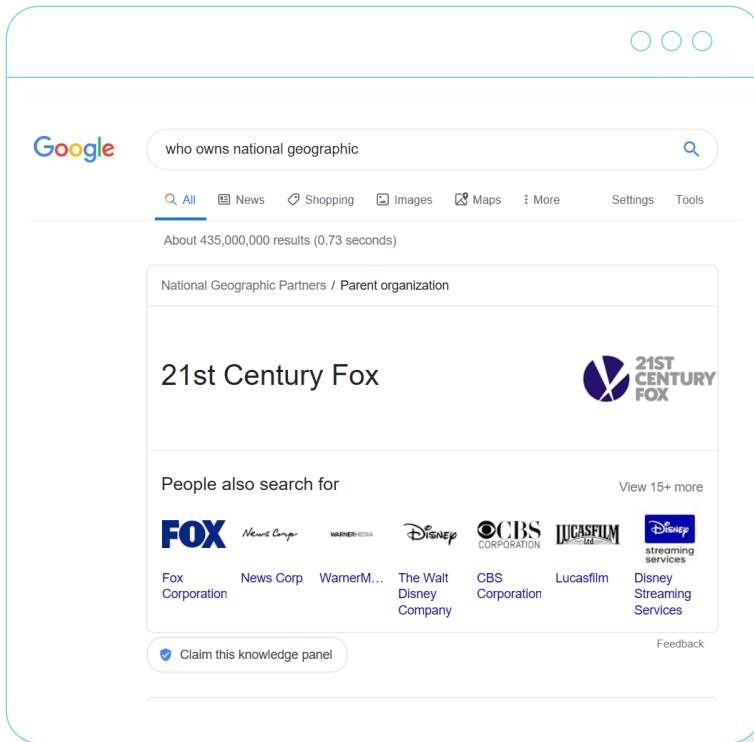 Google
who owns national geographic
All News Shopping Images Maps More Settings Tools
About 435,000,000 results (0.73 seconds)
National Geographic Partners / Parent organization
21st Century Fox
21ST
CENTURY
FOX
People also search for
View 15+ more
FOX
News Corp
WARNERMEDIA
Disney
CBS
CORPORATION
LUCASFILM
Ltd
Disney
streaming
services
Fox
Corporation
News Corp
WarnerM...
The Walt
Disney
Company
CBS
Corporation
Lucasfilm
Disney
Streaming
Services
Feedback
Claim this knowledge panel